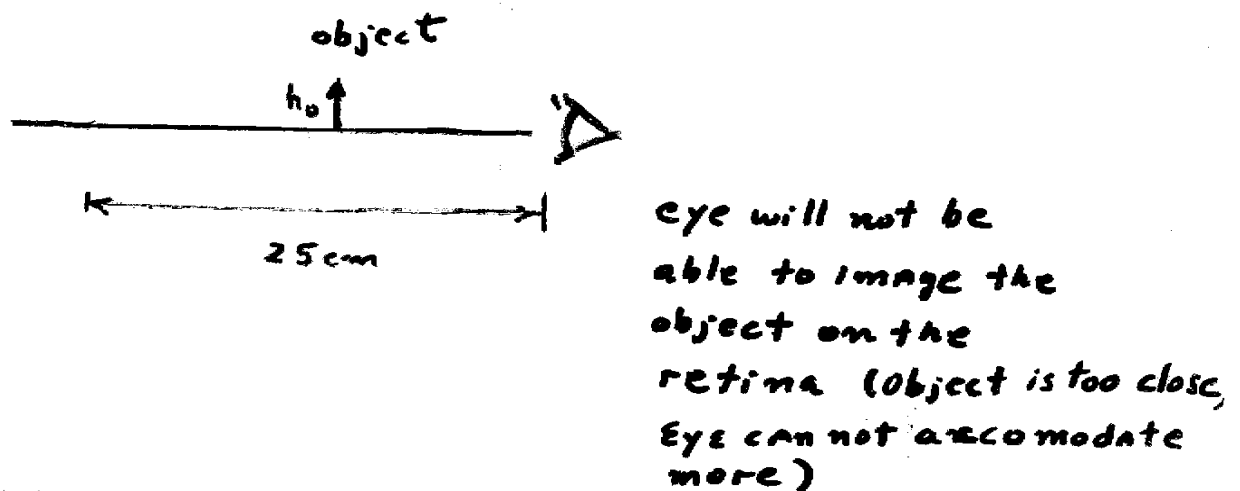 object
h₀
25cm
eye will not be
able to image the
object on the
retina (Object is too close,
Eye can not accomodate
more)